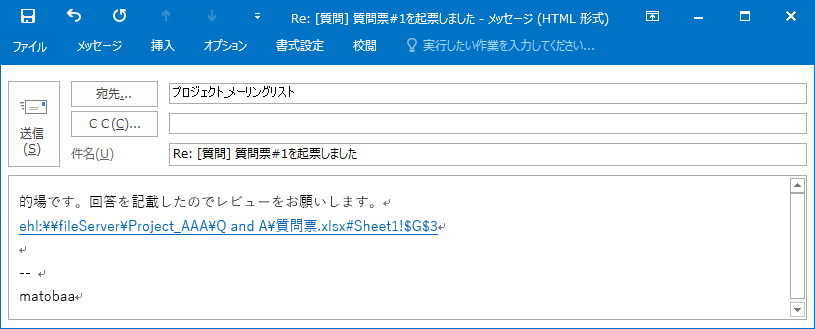 Re: [質問] 質問票#1を起票しました - メッセージ (HTML 形式)
ファイル メッセージ 挿入 オプション 書式設定 校閲 実行したい作業を入力してください...
宛先...
プロジェクト_メーリングリスト
C C(C)...
送信
(S)
件名(U)
Re: [質問] 質問票#1を起票しました
的場です。回答を記載したのでレビューをお願いします。
ehl:¥¥fileServer¥Project_AAA¥Q and A¥質問票.xlsx#Sheet1!$G$3
--
matobaa